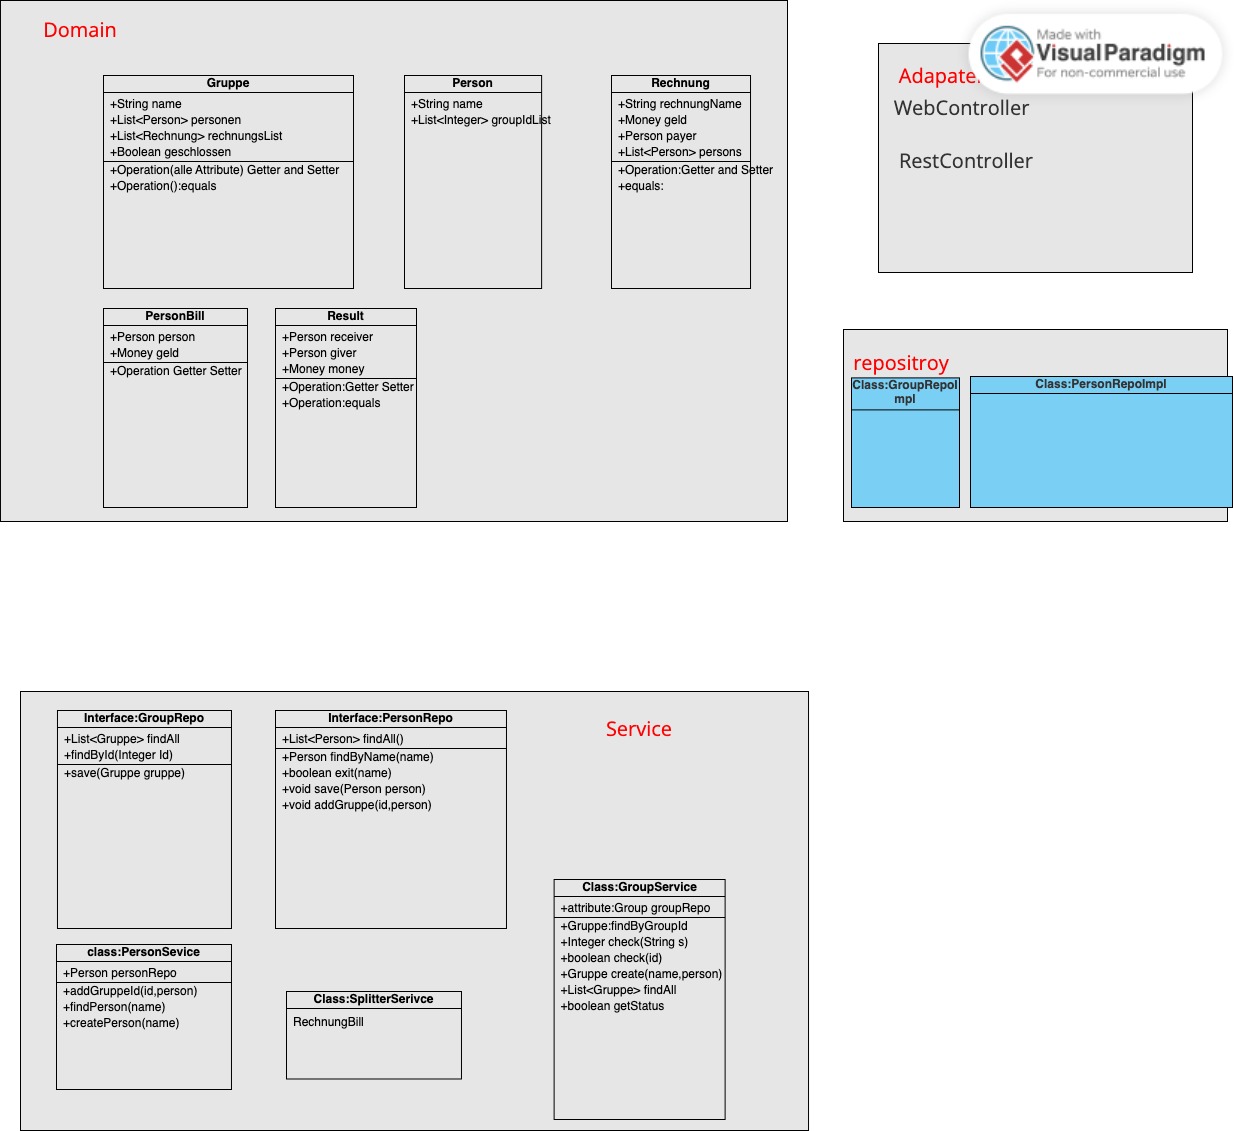 Domain
Gruppe
+String name
+List<Person> personen
+List<Rechnung> rechnungsList
+Boolean geschlossen
+Operation(alle Attribute) Getter and Setter
+Operation():equals
Person
+String name
+List<Integer> groupIdList
Rechnung
+String rechnungName
+Money geld
+Person payer
+List<Person> persons
+Operation:Getter and Setter
+equals:
PersonBill
+Person person
+Money geld
+Operation Getter Setter
Result
+Person receiver
+Person giver
+Money money
+Operation:Getter Setter
+Operation:equals
Made with
Visual Paradigm
For non-commercial use
WebController
RestController
repositroy
Class:GroupRepoI
mpl
Class:PersonRepoImpl
Service
Interface:GroupRepo
+List<Gruppe> findAll
+findById(Integer Id)
+save(Gruppe gruppe)
Interface:PersonRepo
+List<Person> findAll()
+Person findByName(name)
+boolean exit(name)
+void save(Person person)
+void addGruppe(id,person)
class:PersonSevice
+Person personRepo
+addGruppeId(id,person)
+findPerson(name)
+createPerson(name)
Class:SplitterSerivce
RechnungBill
Class:GroupService
+attribute:Group groupRepo
+Gruppe:findByGroupId
+Integer check(String s)
+boolean check(id)
+Gruppe create(name,person)
+List<Gruppe> findAll
+boolean getStatus